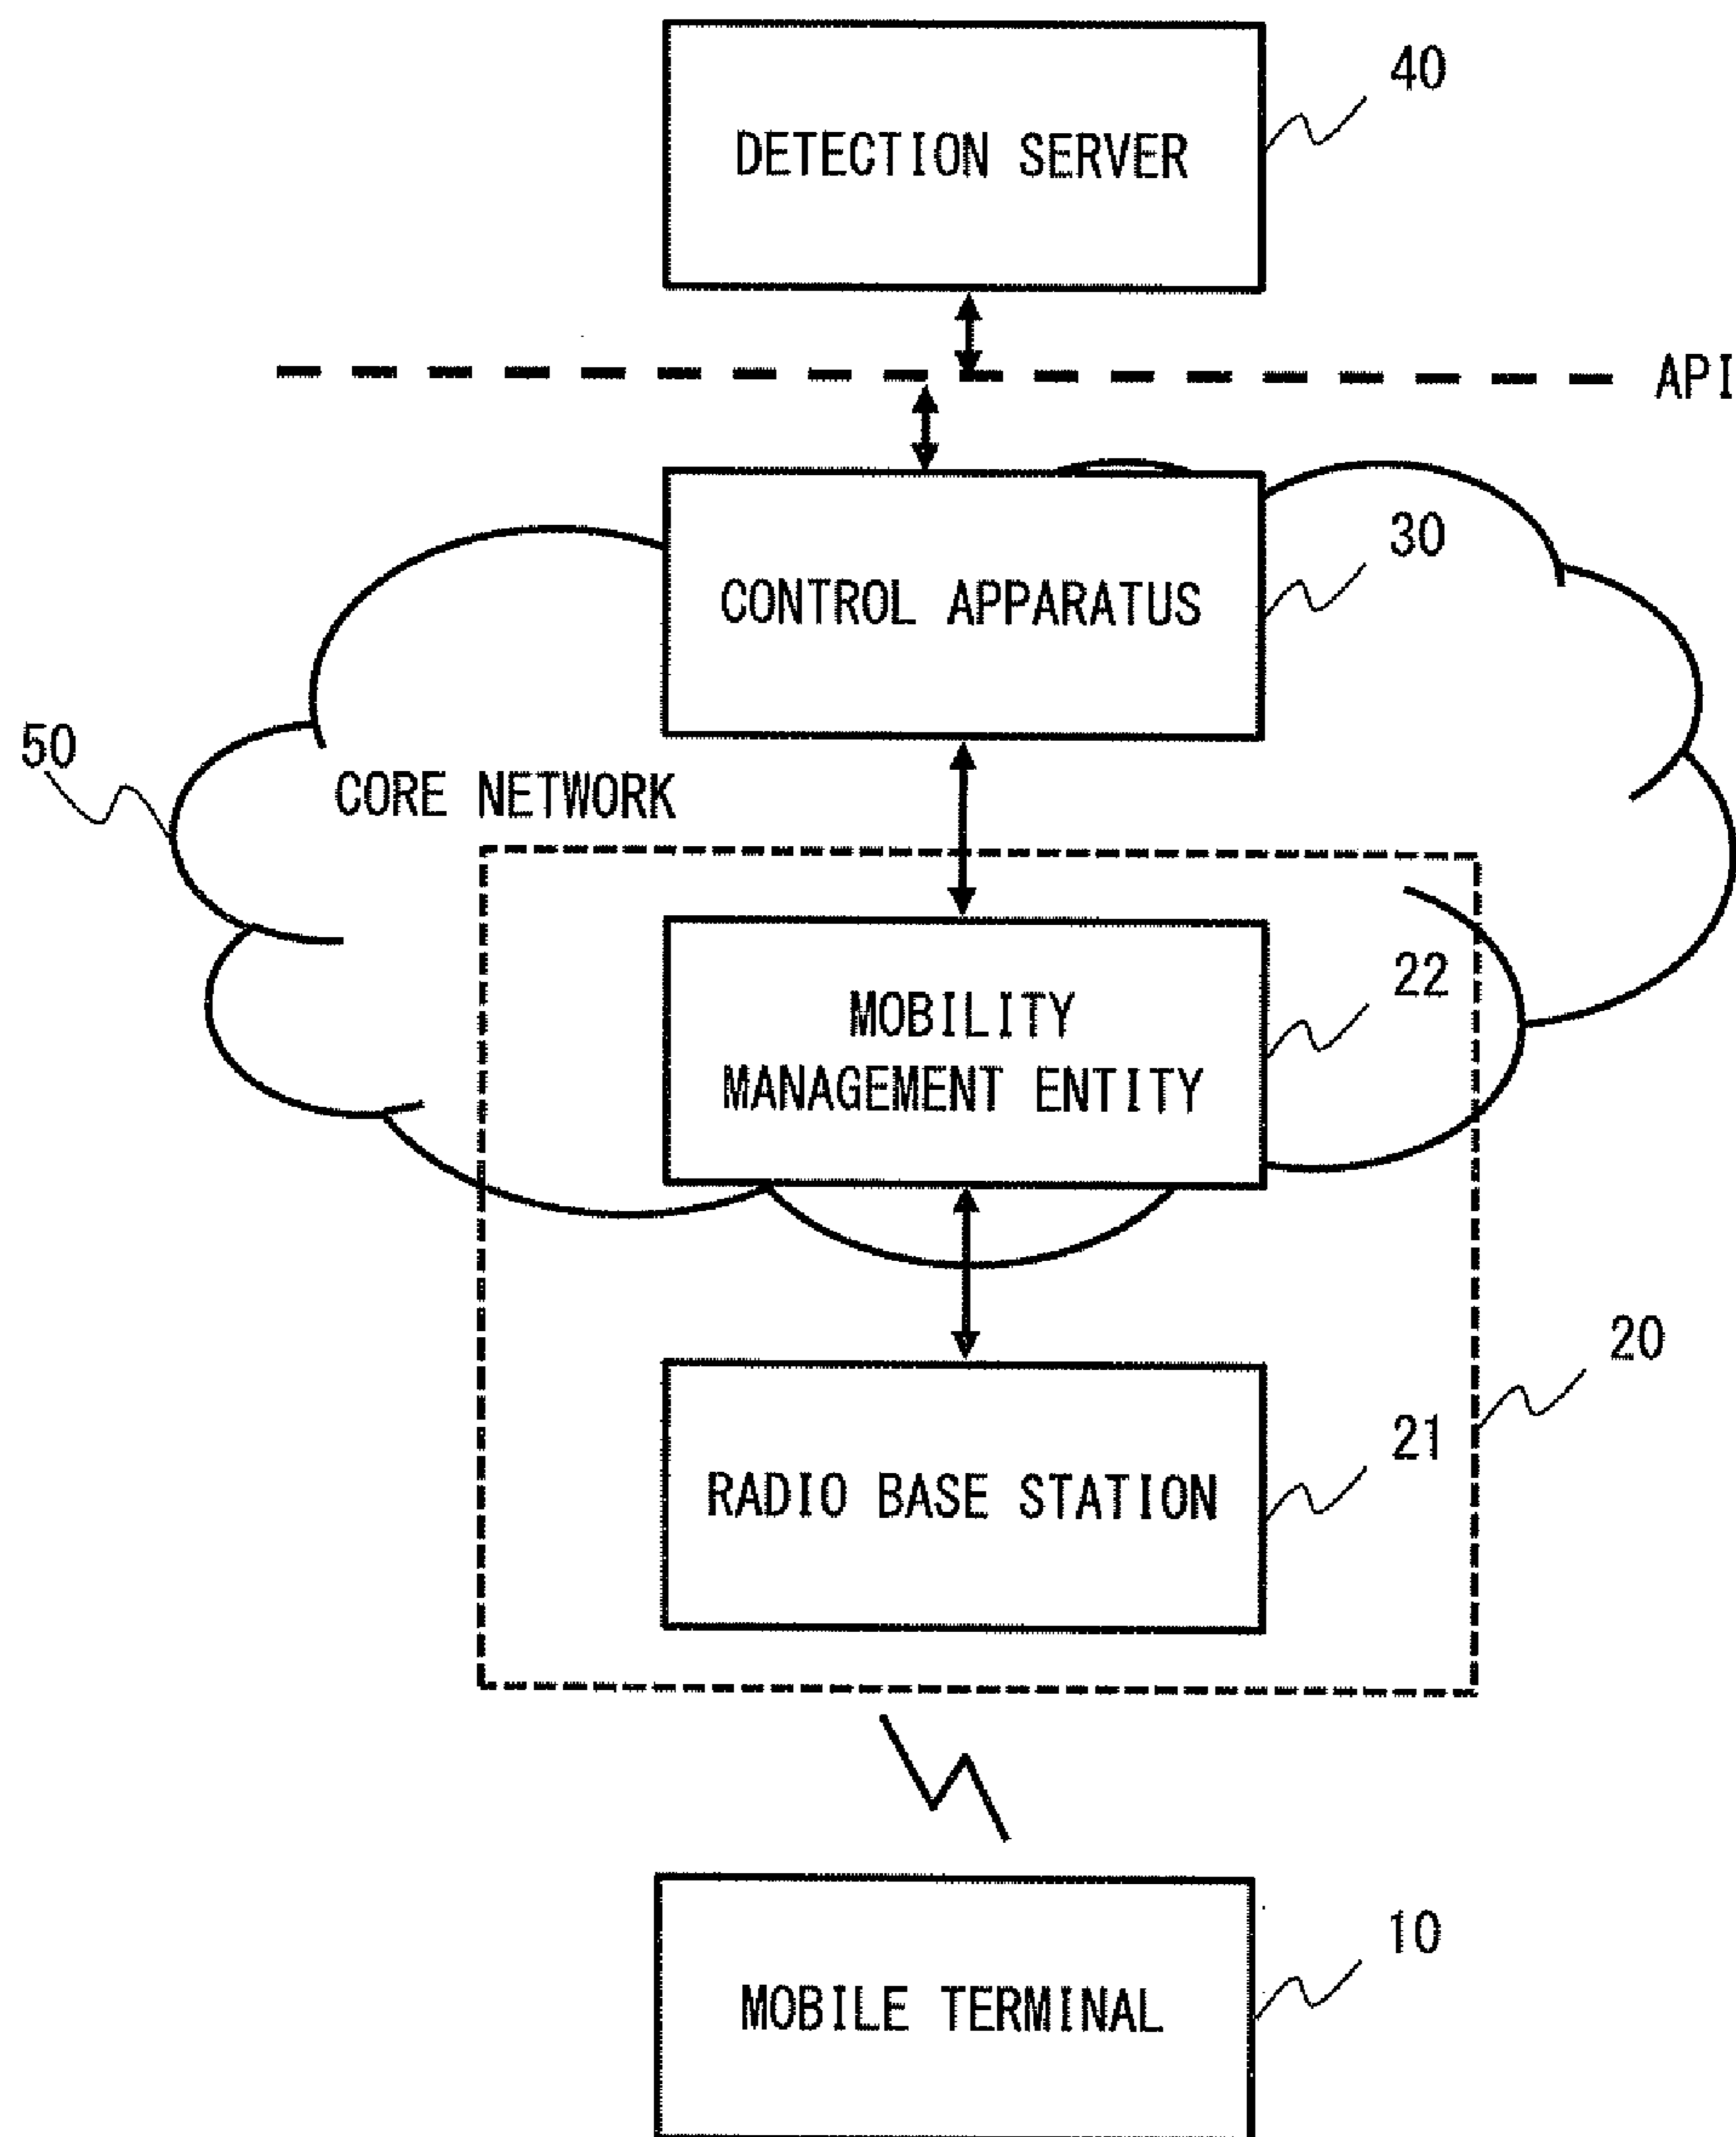 40
DETECTION SERVER
API
30
CONTROL APPARATUS
50
CORE NETWORK
22
MOBILITY
MANAGEMENT ENTITY
20
21
RADIO BASE STATION
10
MOBILE TERMINAL